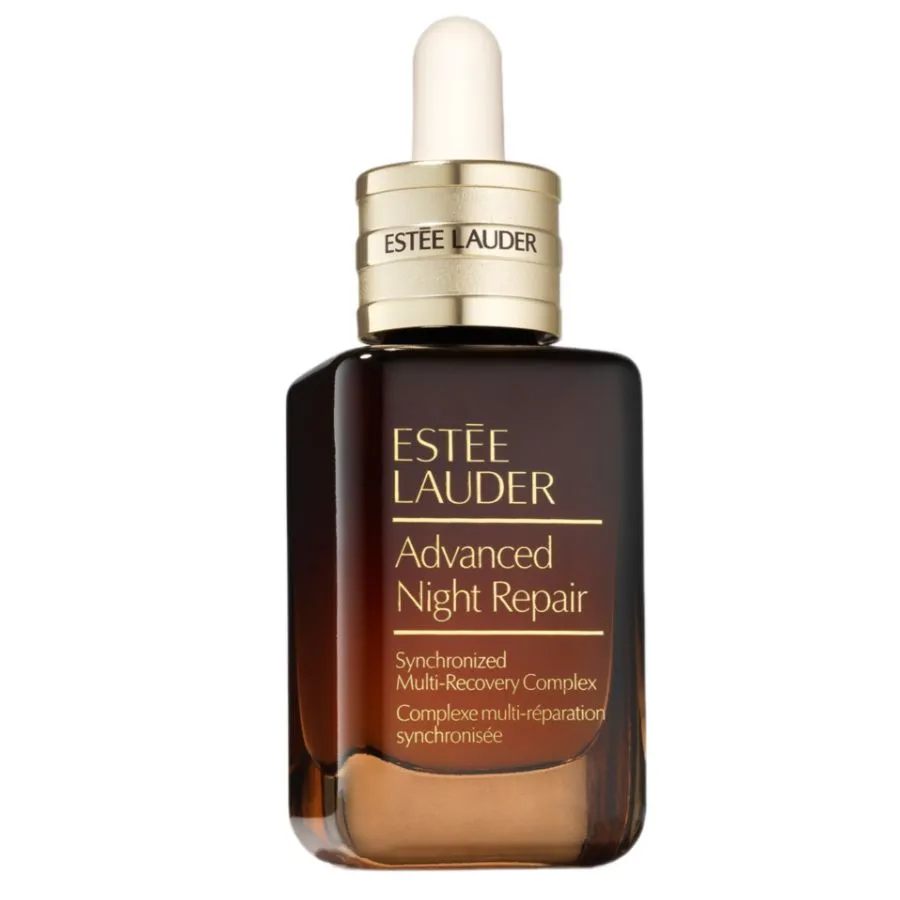 ESTĒE LAUDER
ESTĒE
LAUDER
Advanced
Night Repair
Synchronized
Multi-Recovery Complex
Complexe multi-réparation
synchronisée